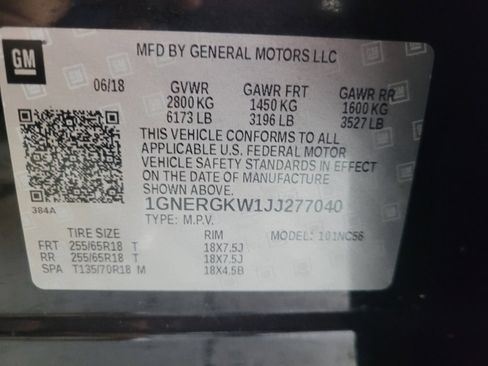 GM
MFD BY GENERAL MOTORS LLC
06/18 GVWR GAWR FRT GAWR RR
2800 KG 1450 KG 1600 KG
6173 LB 3196 LB 3527 LB
THIS VEHICLE CONFORMS TO ALL
APPLICABLE U.S. FEDERAL MOTOR
VEHICLE SAFETY STANDARDS IN EFFECT
ON THE DATE OF MANUFACTURE
SHOWN ABOVE.
384A
1GNERGKW1JJ277040
TYPE: M.P.V. MODEL: 101NC56
TIRE SIZE RIM
FRT 255/65R18 T 18X7.5J
RR 255/65R18 T 18X7.5J
SPA T135/70R18 M 18X4.5B